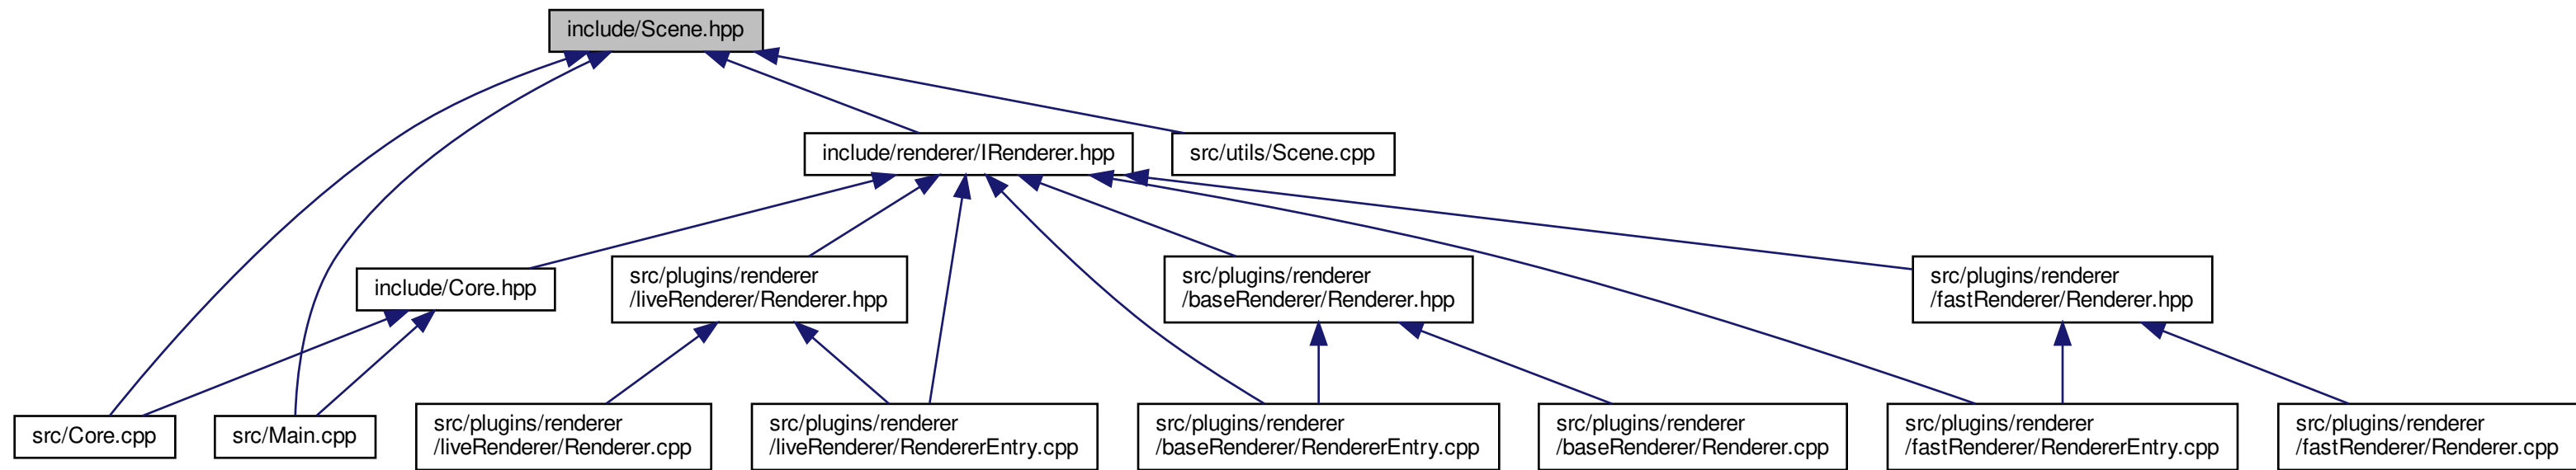 include/Scene.hpp
include/renderer/IRenderer.hpp
src/utils/Scene.cpp
include/Core.hpp
src/plugins/renderer
/liveRenderer/Renderer.hpp
src/plugins/renderer
/baseRenderer/Renderer.hpp
src/plugins/renderer
/fastRenderer/Renderer.hpp
src/Core.cpp
src/Main.cpp
src/plugins/renderer
/liveRenderer/Renderer.cpp
src/plugins/renderer
/liveRenderer/RendererEntry.cpp
src/plugins/renderer
/baseRenderer/RendererEntry.cpp
src/plugins/renderer
/baseRenderer/Renderer.cpp
src/plugins/renderer
/fastRenderer/RendererEntry.cpp
src/plugins/renderer
/fastRenderer/Renderer.cpp